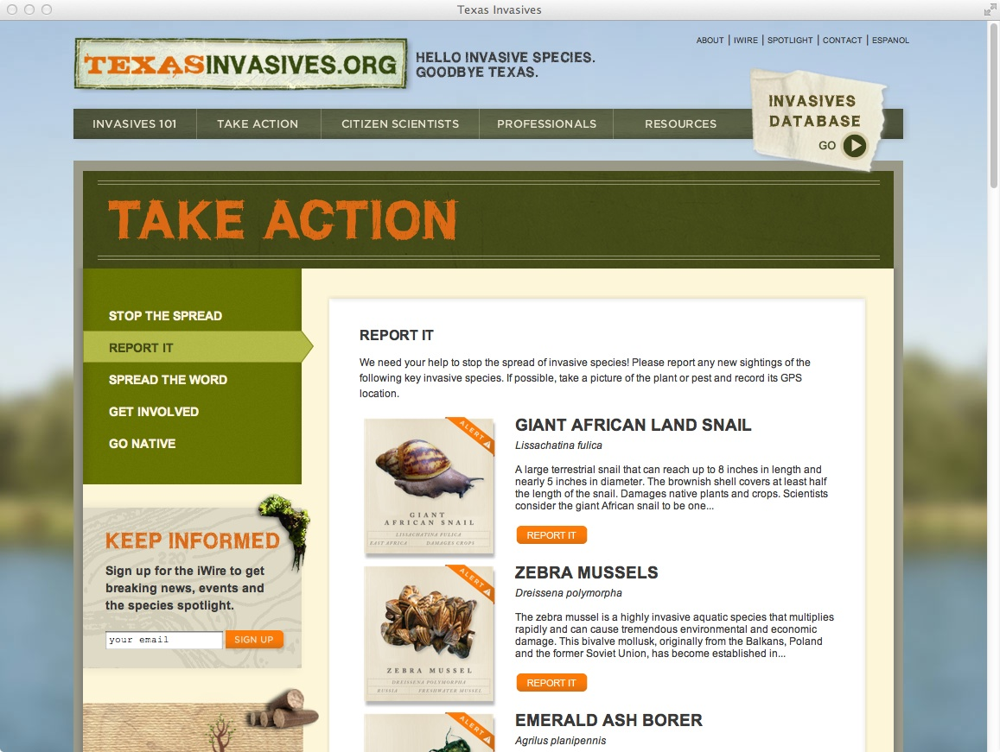 Texas Invasives
ABOUT | IWIRE | SPOTLIGHT | CONTACT | ESPANOL
TEXASINVASIVES.ORG
HELLO INVASIVE SPECIES.
GOODBYE TEXAS.
INVASIVES
DATABASE
GO
INVASIVES 101
TAKE ACTION
CITIZEN SCIENTISTS
PROFESSIONALS
RESOURCES
TAKE ACTION
STOP THE SPREAD
REPORT IT
SPREAD THE WORD
GET INVOLVED
GO NATIVE
KEEP INFORMED
Sign up for the iWire to get
breaking news, events and
the species spotlight.
your email
SIGN UP
REPORT IT
We need your help to stop the spread of invasive species! Please report any new sightings of the
following key invasive species. If possible, take a picture of the plant or pest and record its GPS
location.
ALERT
GIANT
AFRICAN SNAIL
LISSACHATINA FULICA
EAST AFRICA DAMAGES CROPS
GIANT AFRICAN LAND SNAIL
Lissachatina fulica
A large terrestrial snail that can reach up to 8 inches in length and
nearly 5 inches in diameter. The brownish shell covers at least half
the length of the snail. Damages native plants and crops. Scientists
consider the giant African snail to be one...
REPORT IT
ALERT
ZEBRA MUSSEL
DREISSENA POLYMORPHA
RUSSIA FRESHWATER MUSSEL
ZEBRA MUSSELS
Dreissena polymorpha
The zebra mussel is a highly invasive aquatic species that multiplies
rapidly and can cause tremendous environmental and economic
damage. This bivalve mollusk, originally from the Balkans, Poland
and the former Soviet Union, has become established in...
REPORT IT
ALERT
EMERALD ASH BORER
Agrilus planipennis